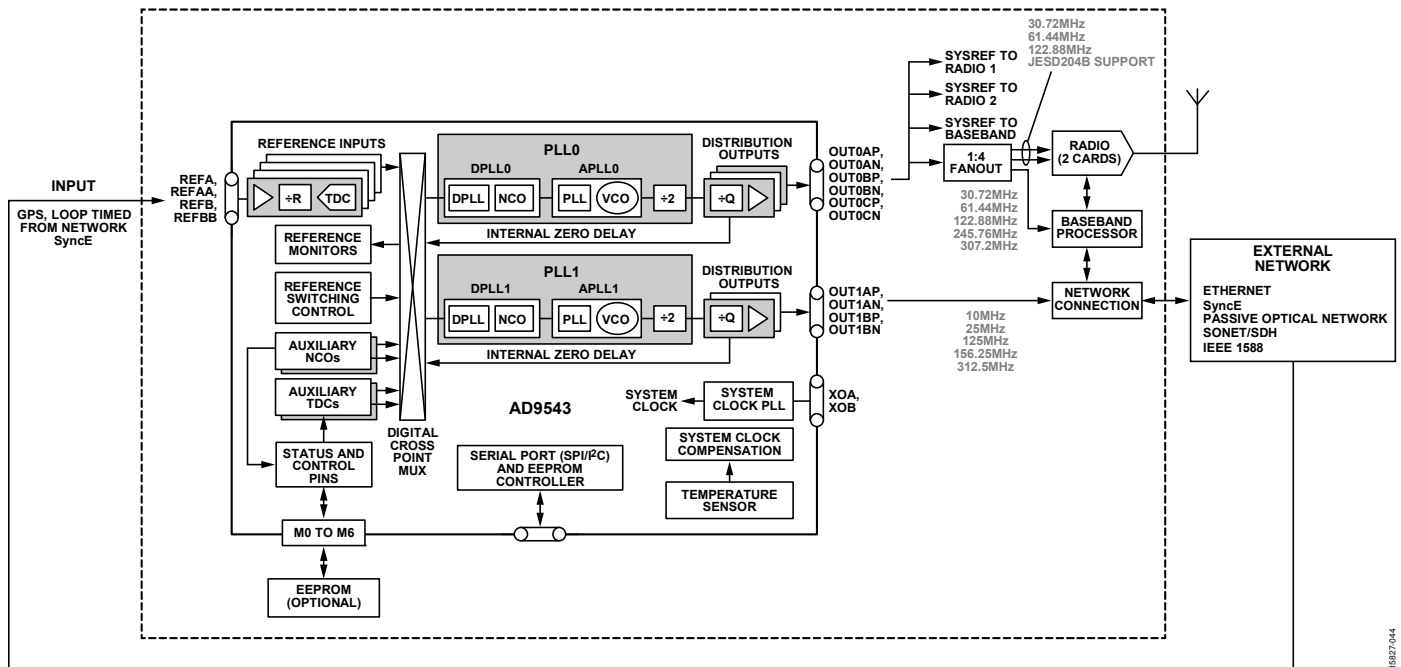 30.72MHz
61.44MHz
122.88MHz
JESD204B SUPPORT
SYSREF TO
RADIO 1
SYSREF TO
RADIO 2
SYSREF TO
BASEBAND
1:4
FANOUT
RADIO
(2 CARDS)
INPUT
GPS, LOOP TIMED
FROM NETWORK
SyncE
REFA,
REFAA,
REFB,
REFBB
REFERENCE INPUTS
÷R
TDC
REFERENCE
MONITORS
REFERENCE
SWITCHING
CONTROL
AUXILIARY
NCOs
AUXILIARY
TDCs
STATUS AND
CONTROL
PINS
M0 TO M6
EEPROM
(OPTIONAL)
DIGITAL
CROSS
POINT
MUX
PLL0
DPLL0
APLL0
DPLL
NCO
PLL
VCO
÷2
DISTRIBUTION
OUTPUTS
÷Q
INTERNAL ZERO DELAY
PLL1
DPLL1
APLL1
DPLL
NCO
PLL
VCO
÷2
DISTRIBUTION
OUTPUTS
÷Q
INTERNAL ZERO DELAY
AD9543
SERIAL PORT (SPI/I2C)
AND EEPROM
CONTROLLER
SYSTEM
CLOCK
SYSTEM
CLOCK PLL
SYSTEM CLOCK
COMPENSATION
TEMPERATURE
SENSOR
OUT0AP,
OUT0AN,
OUT0BP,
OUT0BN,
OUT0CP,
OUT0CN
OUT1AP,
OUT1AN,
OUT1BP,
OUT1BN
XOA,
XOB
30.72MHz
61.44MHz
122.88MHz
245.76MHz
307.2MHz
BASEBAND
PROCESSOR
NETWORK
CONNECTION
10MHz
25MHz
125MHz
156.25MHz
312.5MHz
EXTERNAL
NETWORK
ETHERNET
SyncE
PASSIVE OPTICAL NETWORK
SONET/SDH
IEEE 1588